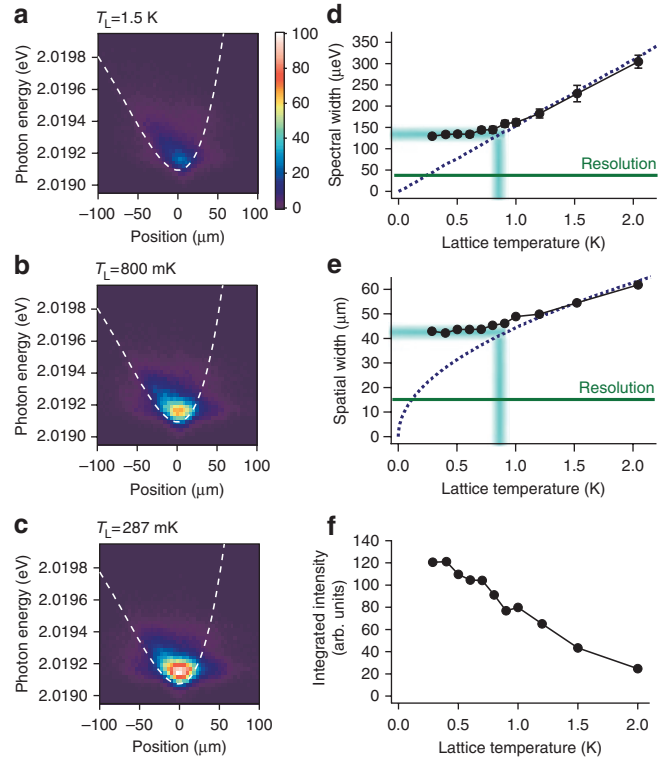 a
T_L=1.5 K
Photon energy (eV)
2.0198
2.0196
2.0194
2.0192
2.0190
−100 −50 0 50 100
Position (μm)
100
80
60
40
20
0
b
T_L=800 mK
Photon energy (eV)
2.0198
2.0196
2.0194
2.0192
2.0190
−100 −50 0 50 100
Position (μm)
c
T_L=287 mK
Photon energy (eV)
2.0198
2.0196
2.0194
2.0192
2.0190
−100 −50 0 50 100
Position (μm)
d
Spectral width (μeV)
350
300
250
200
150
100
50
0
Resolution
0.0 0.5 1.0 1.5 2.0
Lattice temperature (K)
e
Spatial width (μm)
60
50
40
30
20
10
0
Resolution
0.0 0.5 1.0 1.5 2.0
Lattice temperature (K)
f
Integrated intensity
(arb. units)
140
120
100
80
60
40
20
0
0.0 0.5 1.0 1.5 2.0
Lattice temperature (K)